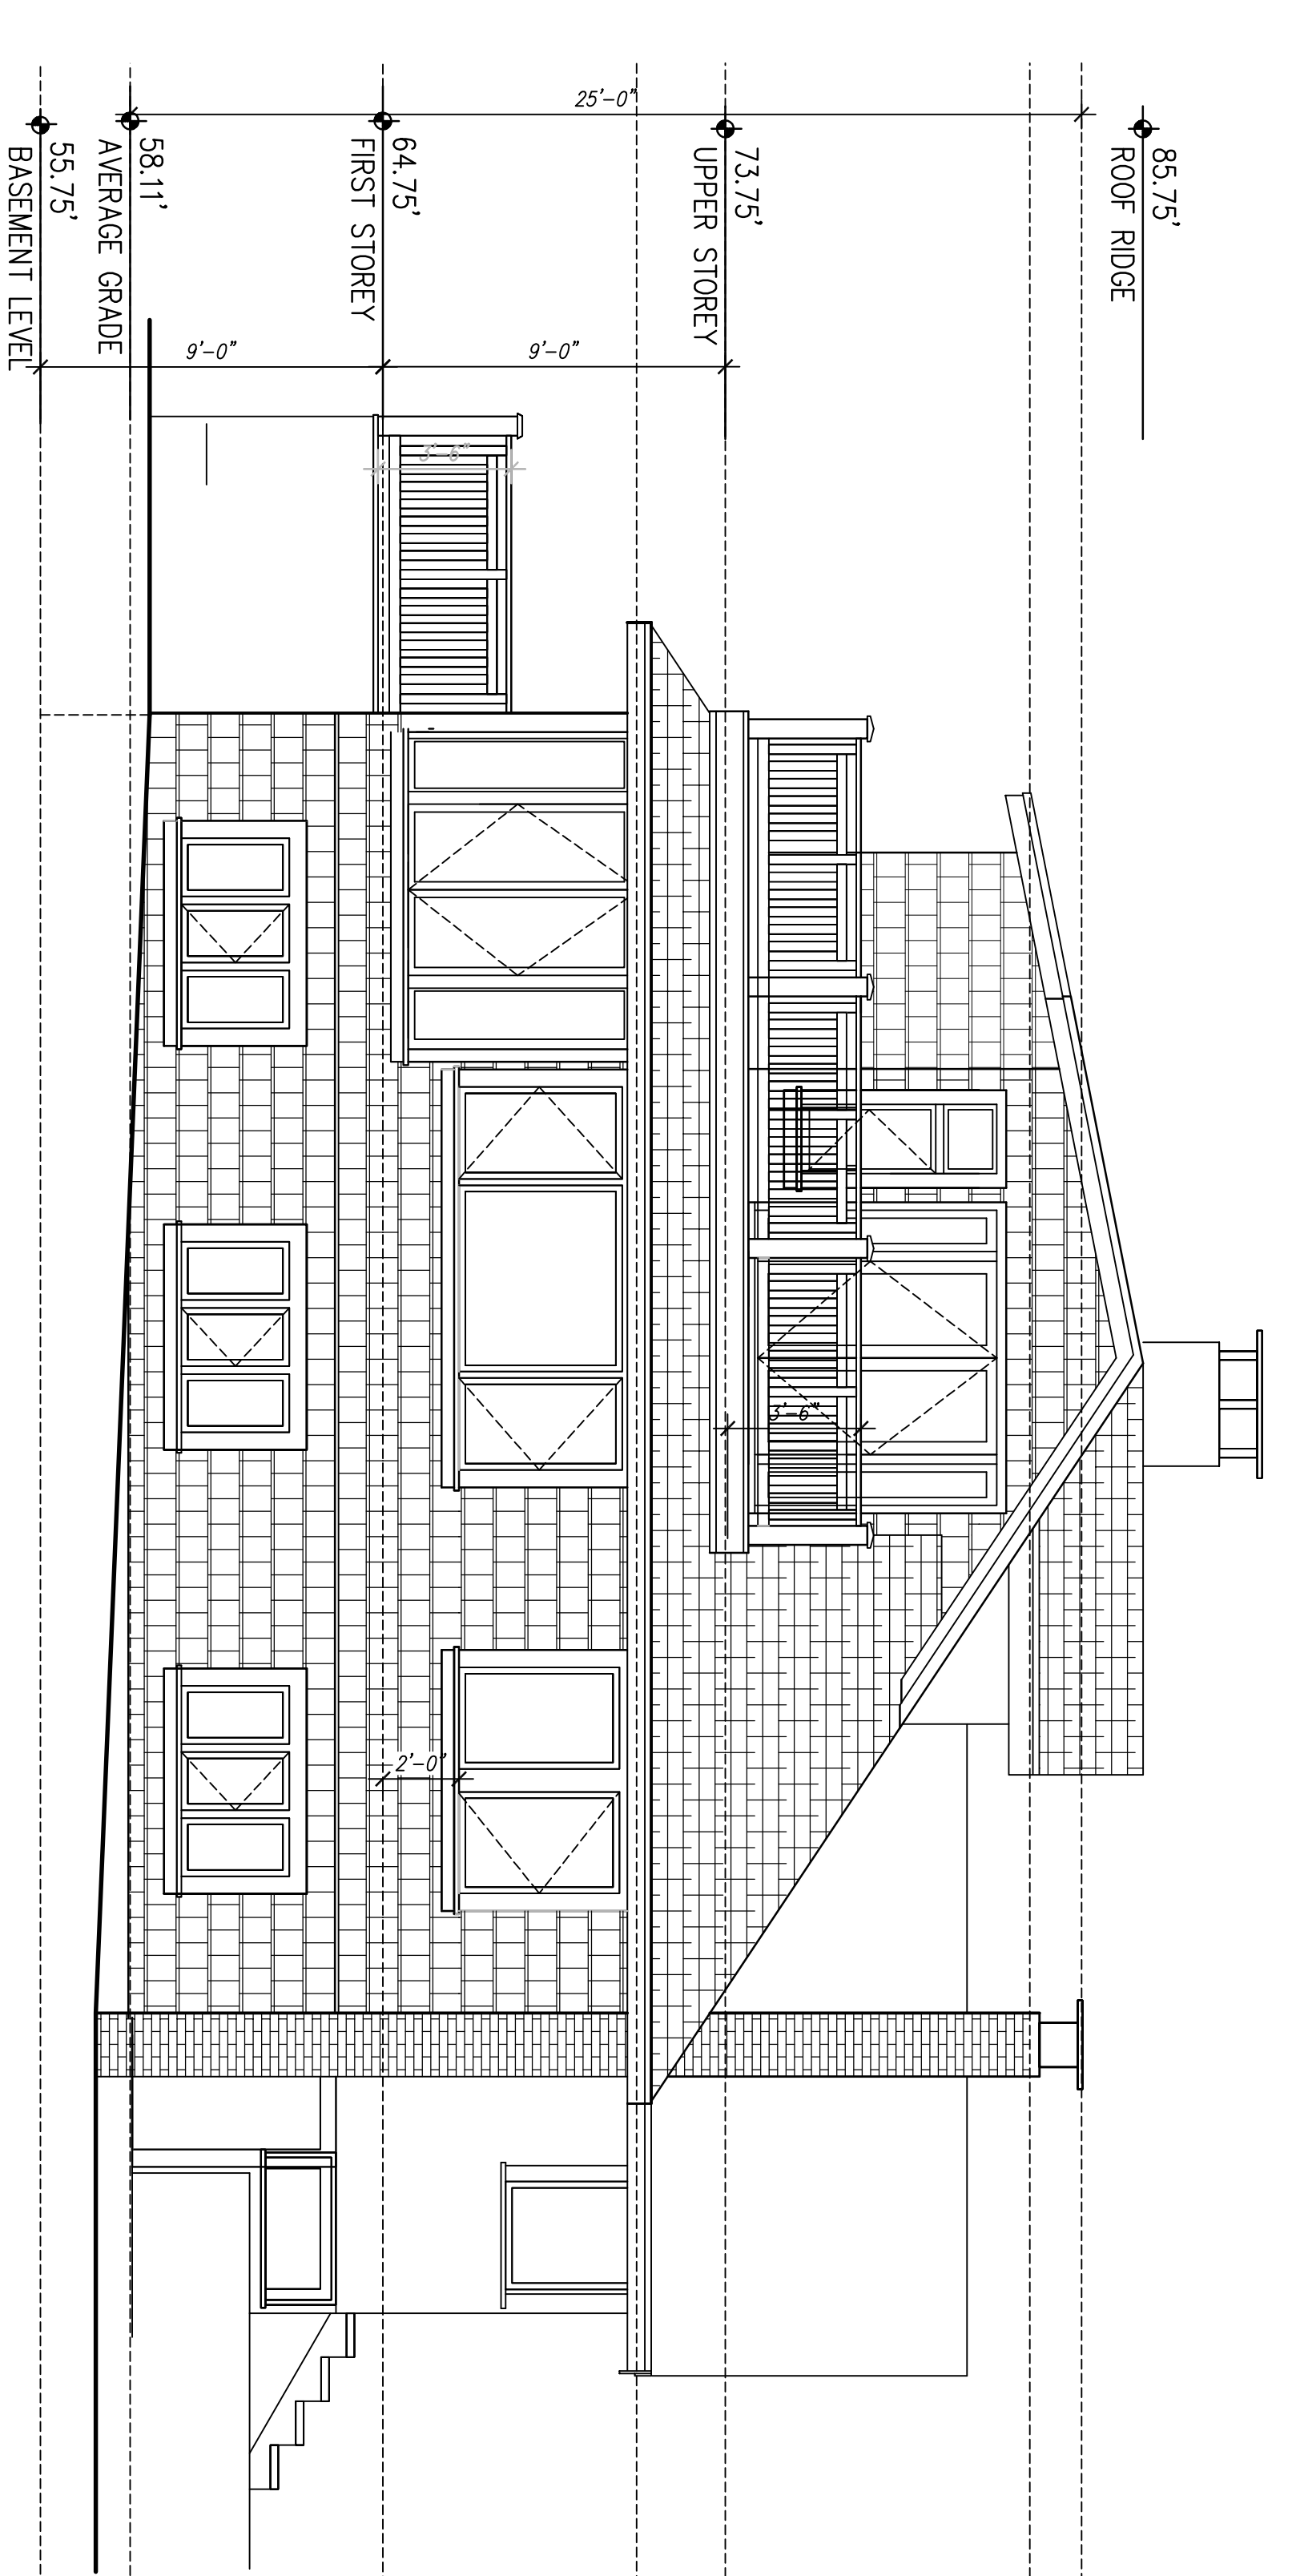 25'-0"
85.75'
ROOF RIDGE
73.75'
UPPER STOREY
64.75'
FIRST STOREY
58.11'
AVERAGE GRADE
55.75'
BASEMENT LEVEL
9'-0"
9'-0"
3'-6"
3'-6"
2'-0"